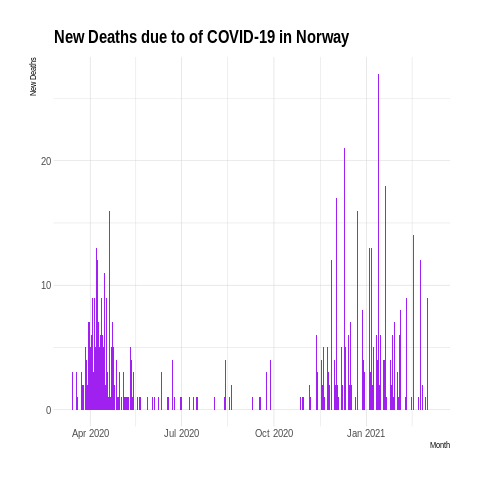 New Deaths due to of COVID-19 in Norway
New Deaths
20
10
0
Apr 2020 Jul 2020 Oct 2020 Jan 2021
Month